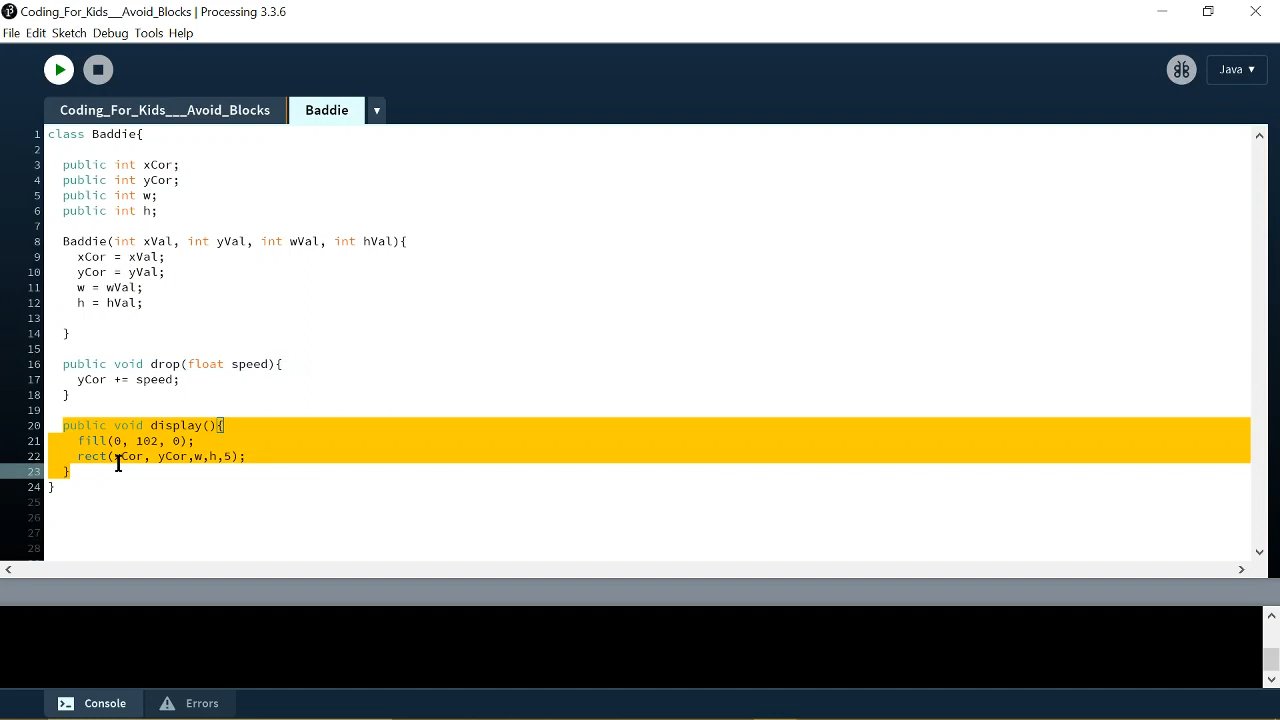 Coding_For_Kids___Avoid_Blocks | Processing 3.3.6
File Edit Sketch Debug Tools Help
Java ▼
Coding_For_Kids___Avoid_Blocks Baddie ▼
1 class Baddie{
2
3 public int xCor;
4 public int yCor;
5 public int w;
6 public int h;
7
8 Baddie(int xVal, int yVal, int wVal, int hVal){
9 xCor = xVal;
10 yCor = yVal;
11 w = wVal;
12 h = hVal;
13
14 }
15
16 public void drop(float speed){
17 yCor += speed;
18 }
19
20 public void display(){
21 fill(0, 102, 0);
22 rect(xCor, yCor,w,h,5);
23 }
24 }
25
26
27
28
Console Errors